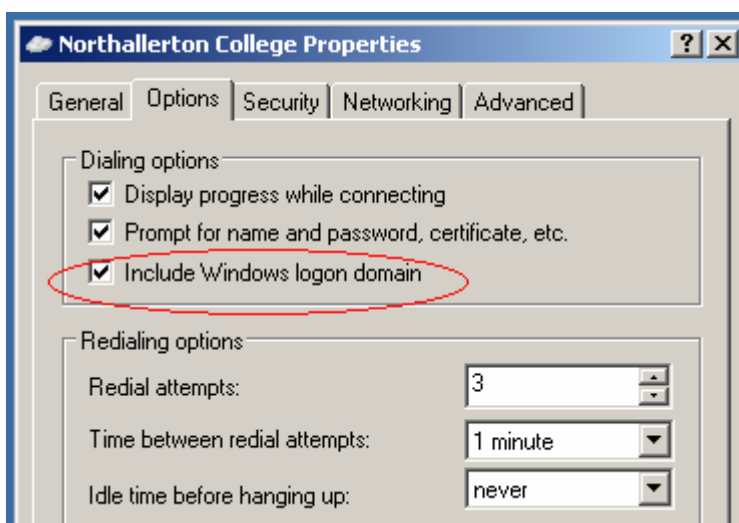 Northallerton College Properties
General Options Security Networking Advanced
Dialing options
Display progress while connecting
Prompt for name and password, certificate, etc.
Include Windows logon domain
Redialing options
Redial attempts: 3
Time between redial attempts: 1 minute
Idle time before hanging up: never